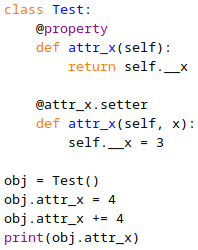 class Test:
    @property
    def attr_x(self):
        return self.__x

    @attr_x.setter
    def attr_x(self, x):
        self.__x = 3

obj = Test()
obj.attr_x = 4
obj.attr_x += 4
print(obj.attr_x)